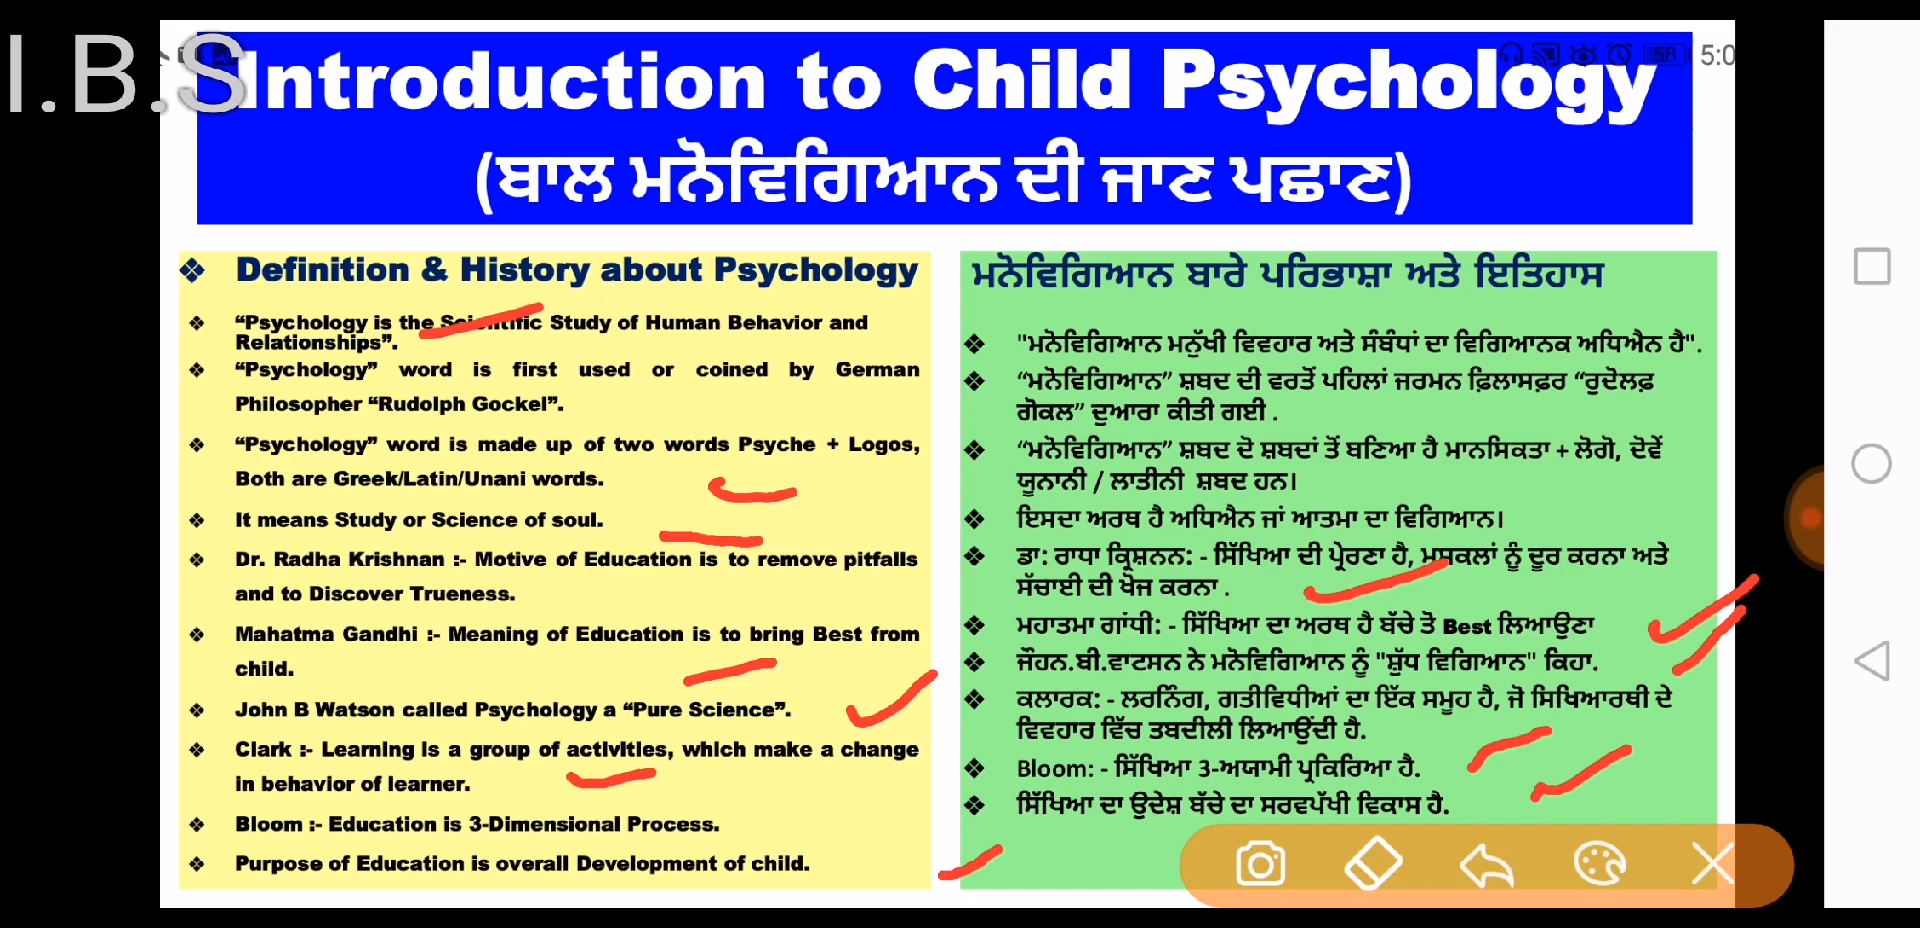 I.B.S
58 5:0
Introduction to Child Psychology
(ਬਾਲ ਮਨੋਵਿਗਿਆਨ ਦੀ ਜਾਣ ਪਛਾਣ)
❖ Definition & History about Psychology
❖ “Psychology is the Scientific Study of Human Behavior and
Relationships”.
❖ “Psychology” word is first used or coined by German
Philosopher “Rudolph Gockel”.
❖ “Psychology” word is made up of two words Psyche + Logos,
Both are Greek/Latin/Unani words.
❖ It means Study or Science of soul.
❖ Dr. Radha Krishnan :- Motive of Education is to remove pitfalls
and to Discover Trueness.
❖ Mahatma Gandhi :- Meaning of Education is to bring Best from
child.
❖ John B Watson called Psychology a “Pure Science”.
❖ Clark :- Learning is a group of activities, which make a change
in behavior of learner.
❖ Bloom :- Education is 3-Dimensional Process.
❖ Purpose of Education is overall Development of child.
ਮਨੋਵਿਗਿਆਨ ਬਾਰੇ ਪਰਿਭਾਸ਼ਾ ਅਤੇ ਇਤਿਹਾਸ
❖ "ਮਨੋਵਿਗਿਆਨ ਮਨੁੱਖੀ ਵਿਵਹਾਰ ਅਤੇ ਸੰਬੰਧਾਂ ਦਾ ਵਿਗਿਆਨਕ ਅਧਿਐਨ ਹੈ".
❖ “ਮਨੋਵਿਗਿਆਨ” ਸ਼ਬਦ ਦੀ ਵਰਤੋਂ ਪਹਿਲਾਂ ਜਰਮਨ ਫ਼ਿਲਾਸਫ਼ਰ “ਰੁਦੋਲਫ਼
ਗੋਕਲ” ਦੁਆਰਾ ਕੀਤੀ ਗਈ .
❖ “ਮਨੋਵਿਗਿਆਨ” ਸ਼ਬਦ ਦੋ ਸ਼ਬਦਾਂ ਤੋਂ ਬਣਿਆ ਹੈ ਮਾਨਸਿਕਤਾ + ਲੋਗੋ, ਦੋਵੇਂ
ਯੂਨਾਨੀ / ਲਾਤੀਨੀ ਸ਼ਬਦ ਹਨ।
❖ ਇਸਦਾ ਅਰਥ ਹੈ ਅਧਿਐਨ ਜਾਂ ਆਤਮਾ ਦਾ ਵਿਗਿਆਨ।
❖ ਡਾ: ਰਾਧਾ ਕ੍ਰਿਸ਼ਨਨ: - ਸਿੱਖਿਆ ਦੀ ਪ੍ਰੇਰਣਾ ਹੈ, ਮੁਸ਼ਕਲਾਂ ਨੂੰ ਦੂਰ ਕਰਨਾ ਅਤੇ
ਸੱਚਾਈ ਦੀ ਖੋਜ ਕਰਨਾ .
❖ ਮਹਾਤਮਾ ਗਾਂਧੀ: - ਸਿੱਖਿਆ ਦਾ ਅਰਥ ਹੈ ਬੱਚੇ ਤੋ Best ਲਿਆਉਣਾ
❖ ਜੌਹਨ.ਬੀ.ਵਾਟਸਨ ਨੇ ਮਨੋਵਿਗਿਆਨ ਨੂੰ "ਸ਼ੁੱਧ ਵਿਗਿਆਨ" ਕਿਹਾ.
❖ ਕਲਾਰਕ: - ਲਰਨਿੰਗ, ਗਤੀਵਿਧੀਆਂ ਦਾ ਇੱਕ ਸਮੂਹ ਹੈ, ਜੋ ਸਿਖਿਆਰਥੀ ਦੇ
ਵਿਵਹਾਰ ਵਿੱਚ ਤਬਦੀਲੀ ਲਿਆਉਂਦੀ ਹੈ.
❖ Bloom: - ਸਿੱਖਿਆ 3-ਅਯਾਮੀ ਪ੍ਰਕਿਰਿਆ ਹੈ.
❖ ਸਿੱਖਿਆ ਦਾ ਉਦੇਸ਼ ਬੱਚੇ ਦਾ ਸਰਵਪੱਖੀ ਵਿਕਾਸ ਹੈ.